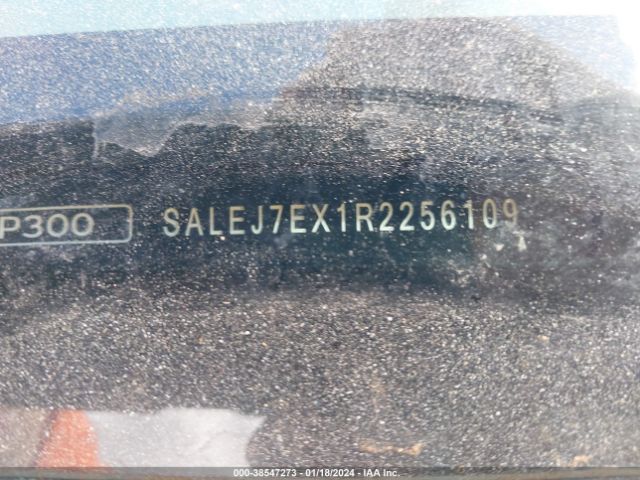 P300 SALEJ7EX1R2256109
000-38547273 - 01/18/2024 - IAA Inc.